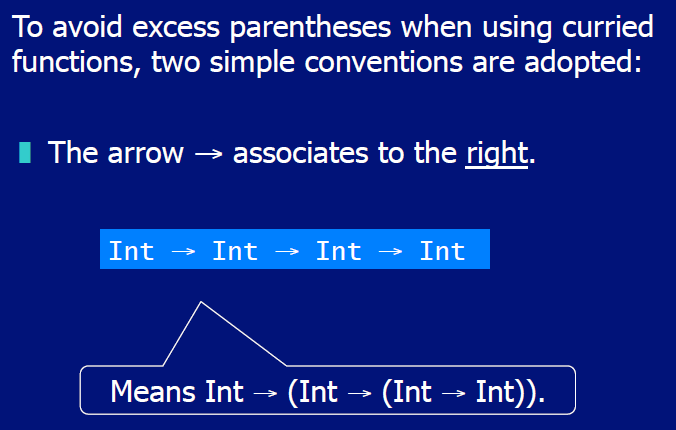 To avoid excess parentheses when using curried
functions, two simple conventions are adopted:
The arrow → associates to the right.
Int → Int → Int → Int
Means Int → (Int → (Int → Int)).